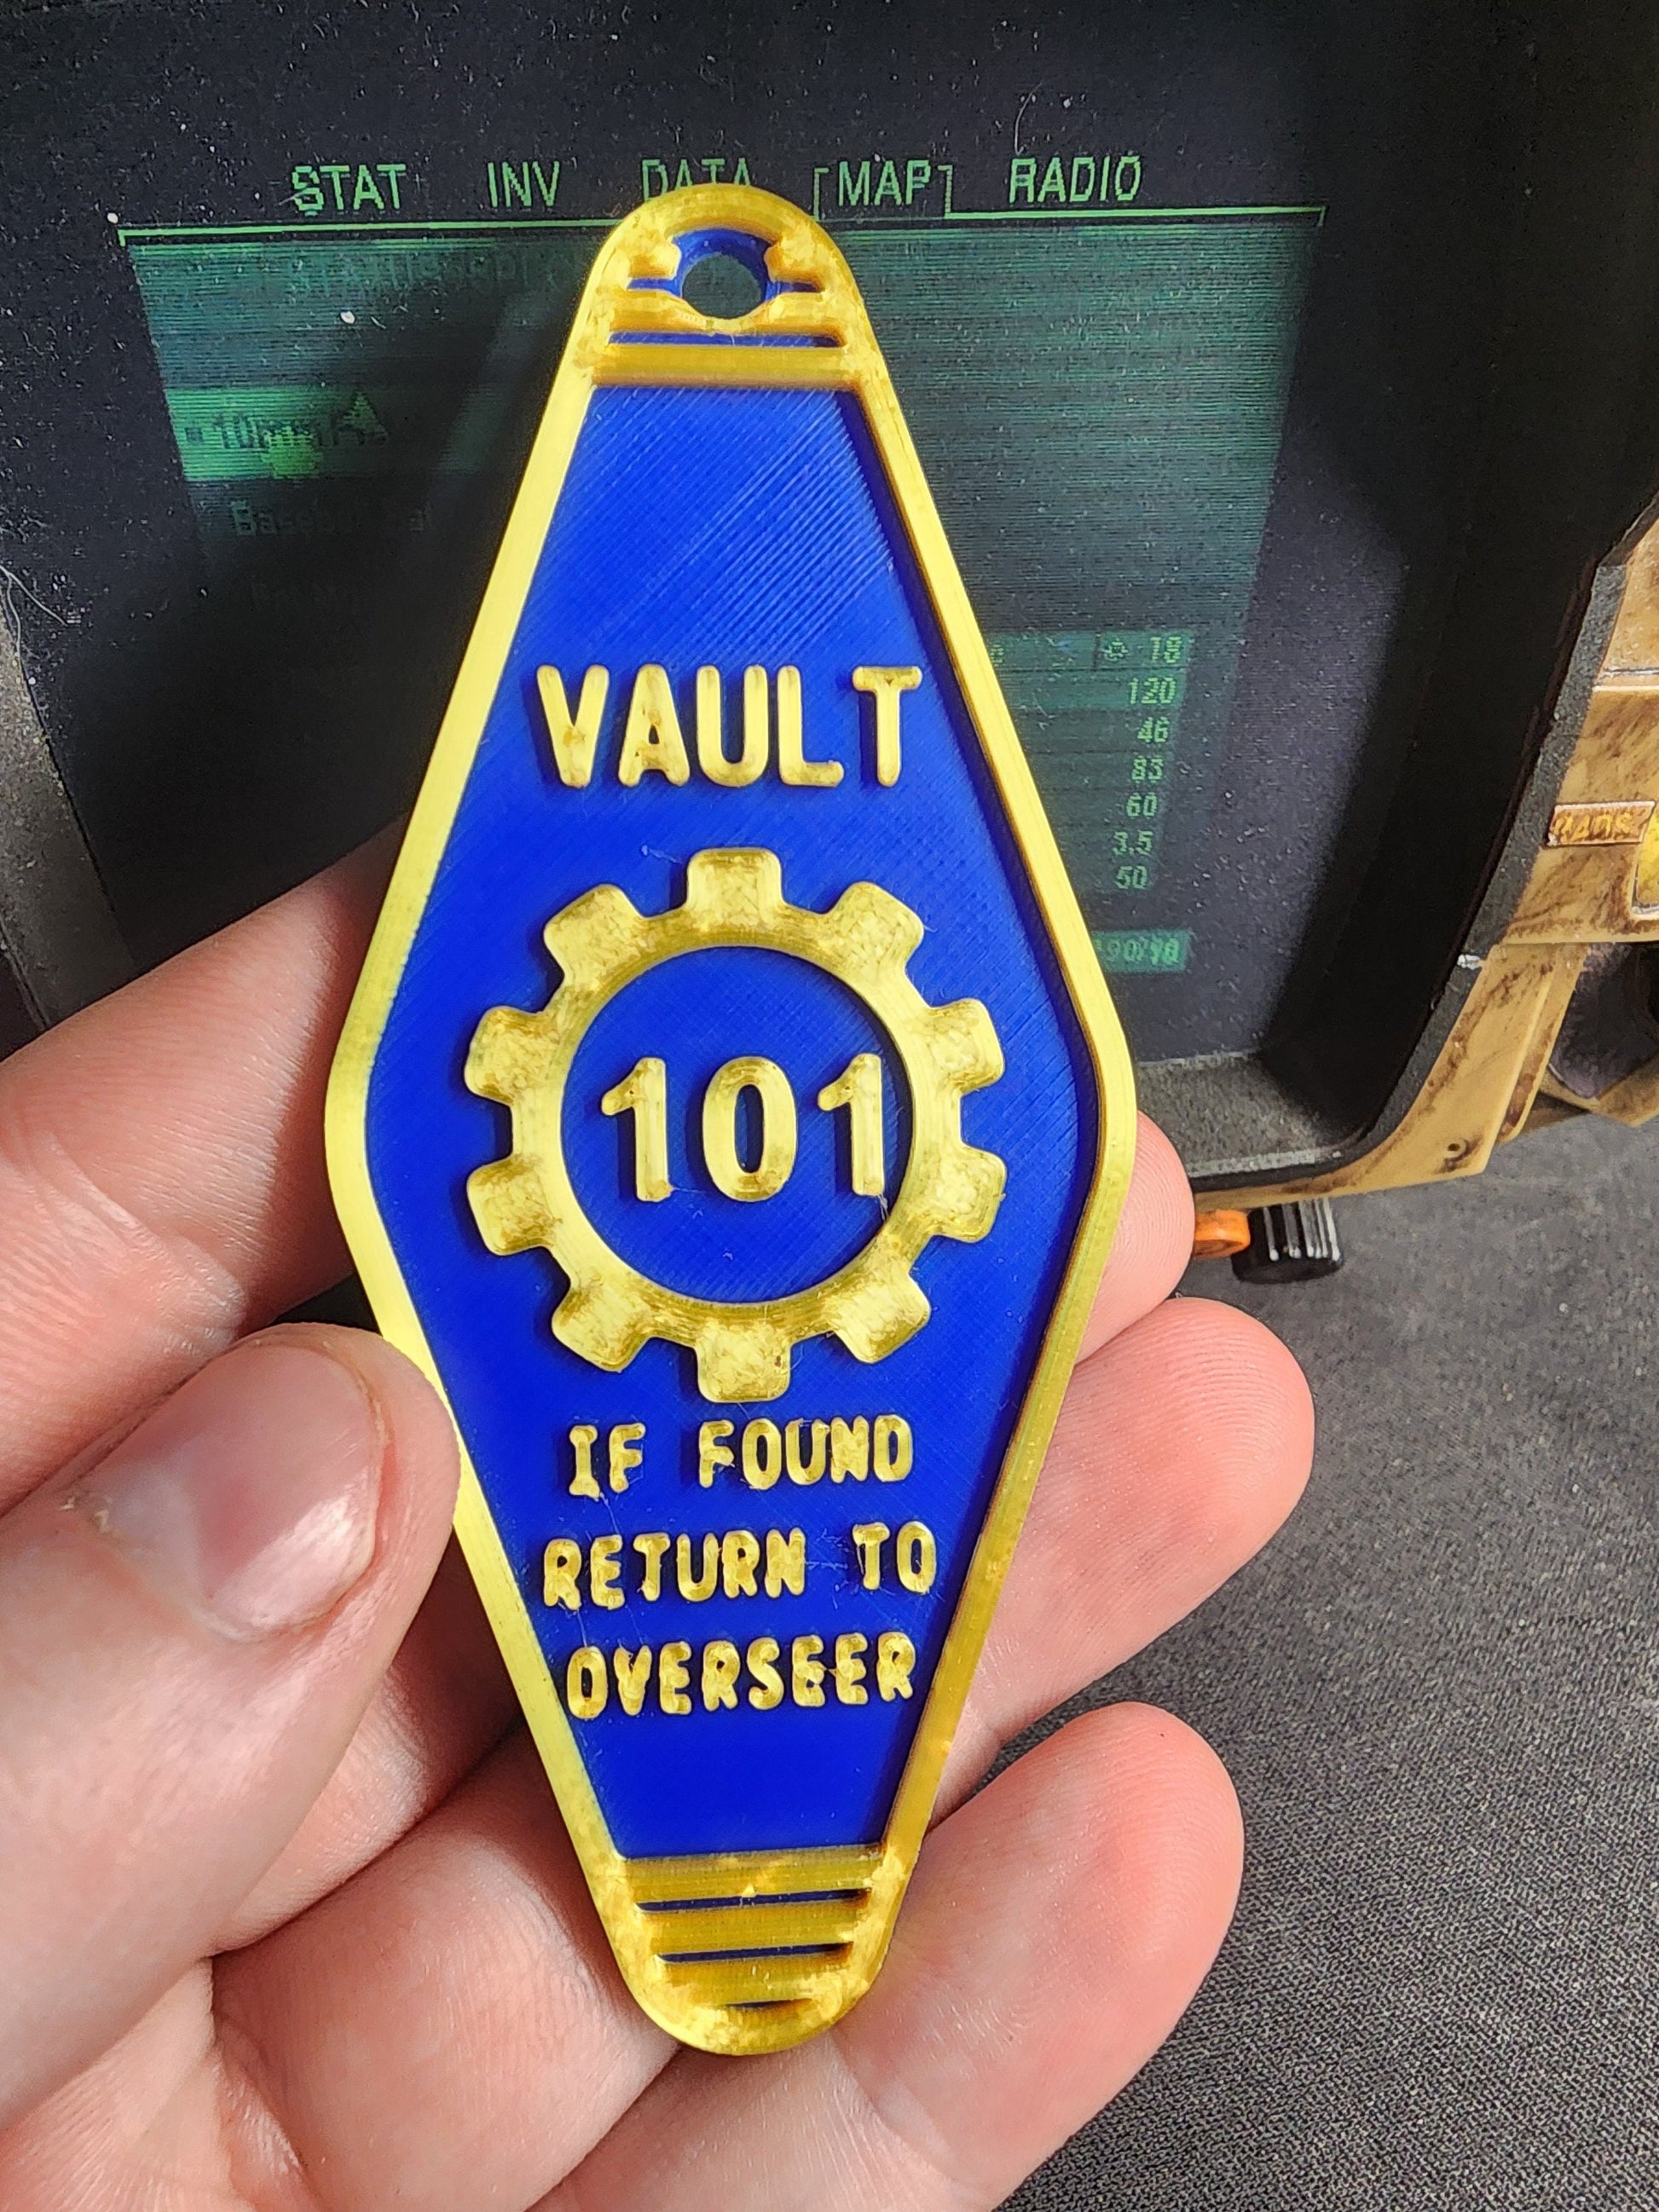 STAT INV DATA [MAP] RADIO
18
120
46
83
60
3.5
50
VAULT
101
IF FOUND
RETURN TO
OVERSEER